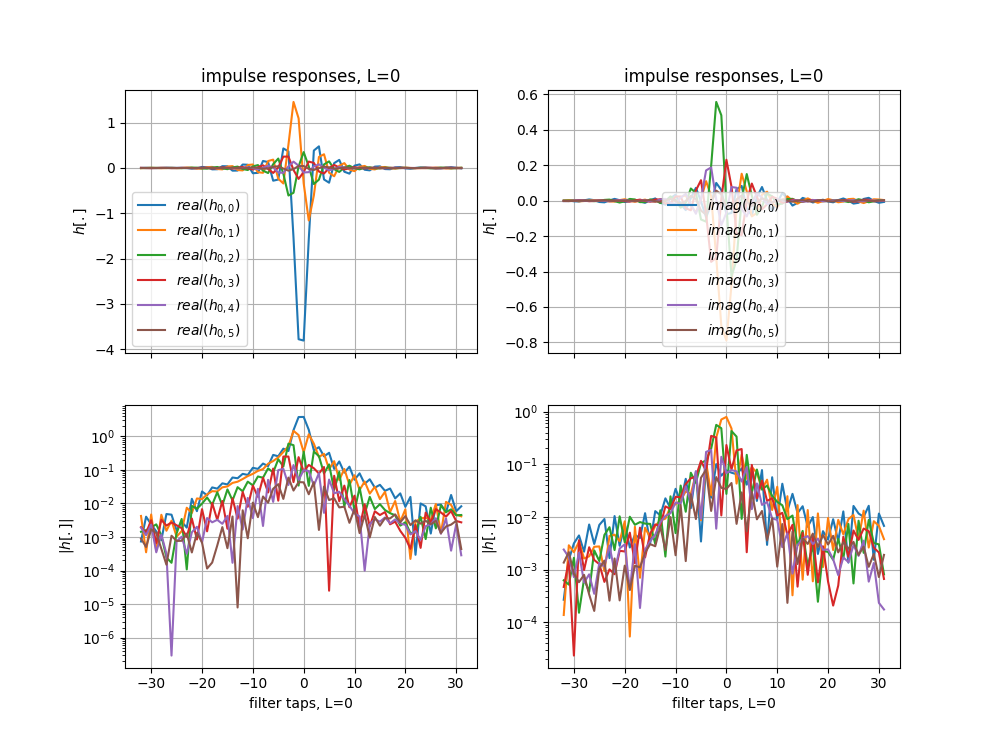 impulse responses, L=0
h[.]
1
0
−1
−2
−3
−4
real(h0,0)
real(h0,1)
real(h0,2)
real(h0,3)
real(h0,4)
real(h0,5)
impulse responses, L=0
h[.]
0.6
0.4
0.2
0.0
−0.2
−0.4
−0.6
−0.8
imag(h0,0)
imag(h0,1)
imag(h0,2)
imag(h0,3)
imag(h0,4)
imag(h0,5)
|h[.]|
10^0
10^−1
10^−2
10^−3
10^−4
10^−5
10^−6
−30 −20 −10 0 10 20 30
filter taps, L=0
|h[.]|
10^0
10^−1
10^−2
10^−3
10^−4
−30 −20 −10 0 10 20 30
filter taps, L=0